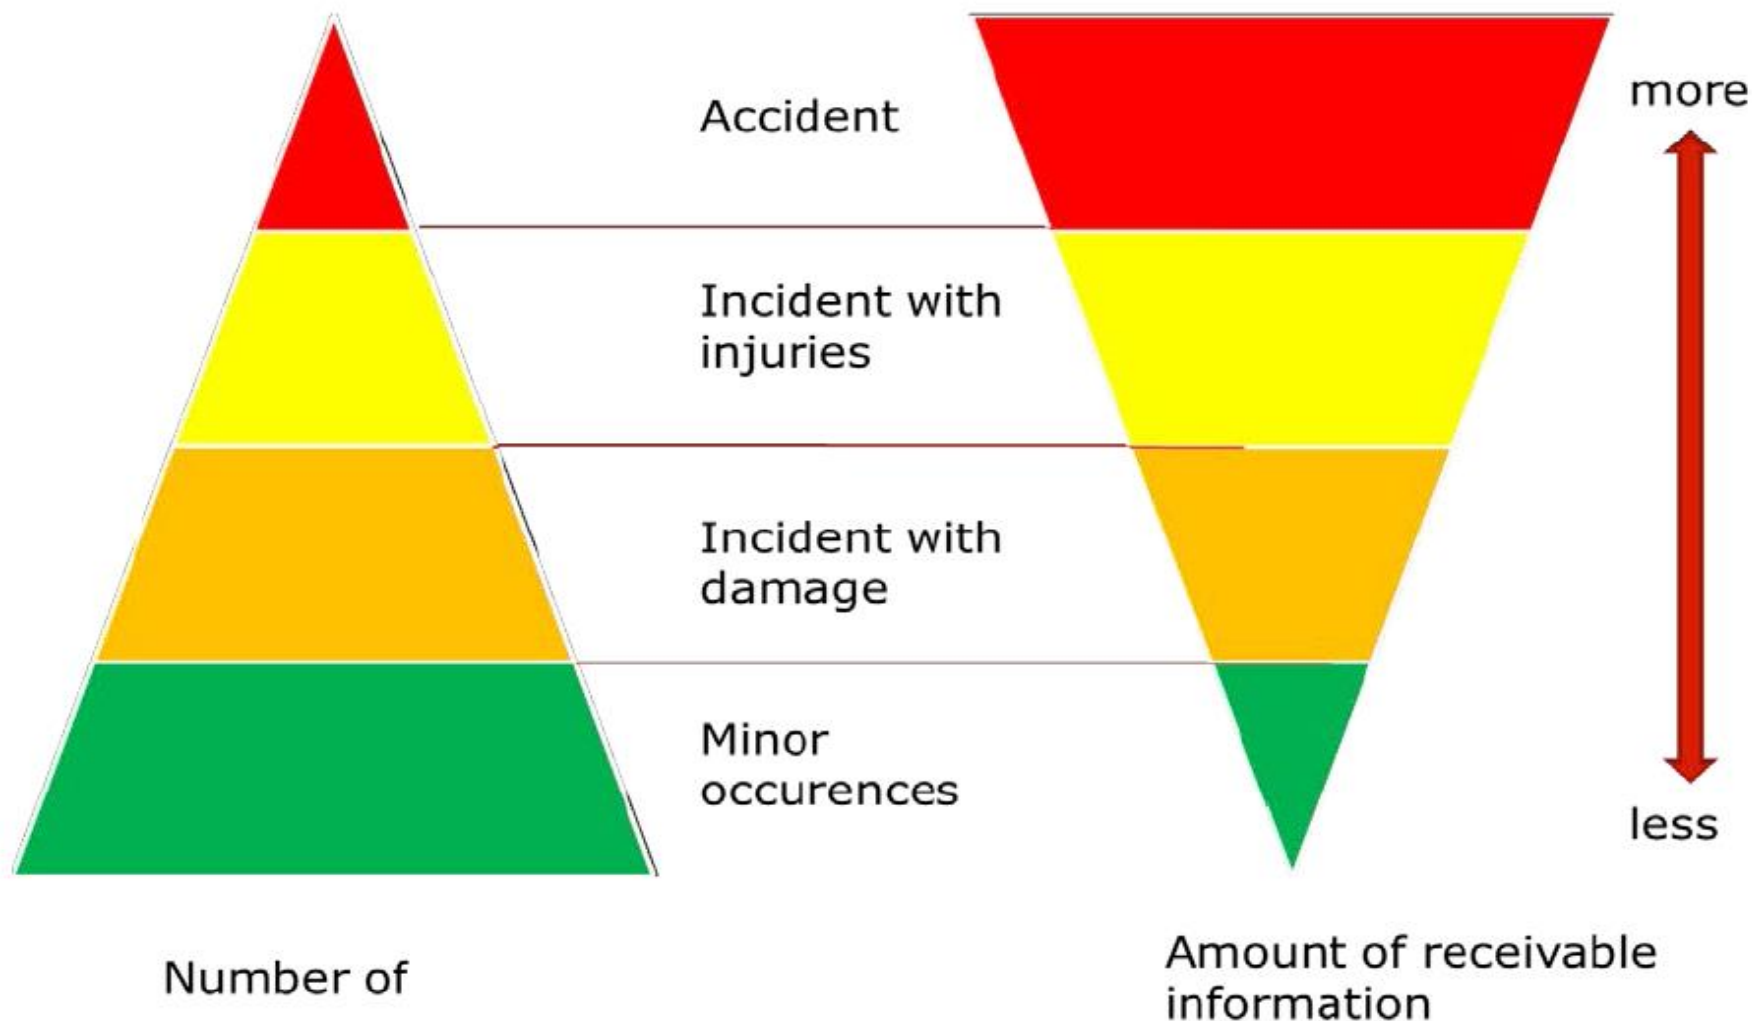 Accident
more
Incident with
injuries
Incident with
damage
Minor
occurences
less
Number of
Amount of receivable
information